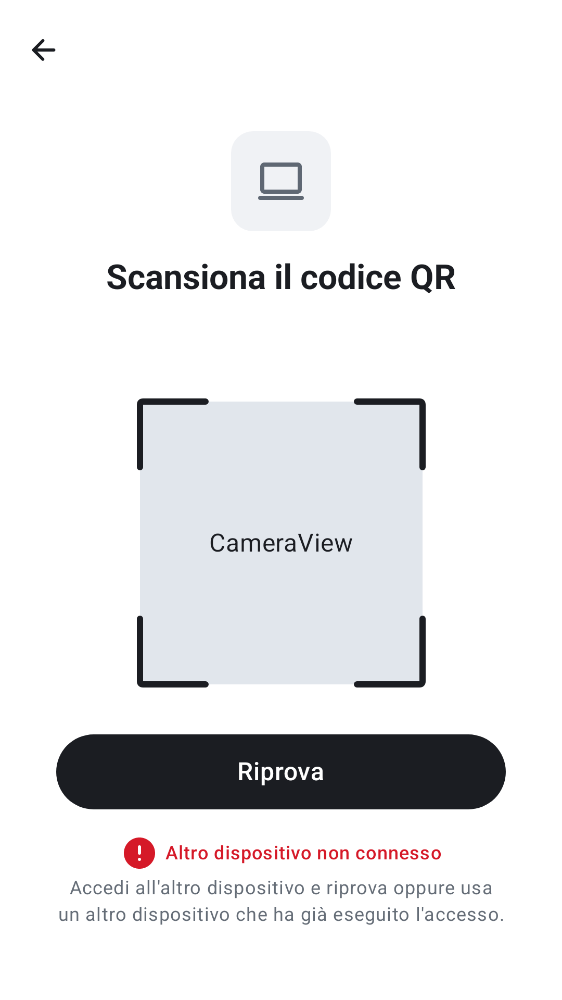 Scansiona il codice QR
CameraView
Riprova
Altro dispositivo non connesso
Accedi all'altro dispositivo e riprova oppure usa
un altro dispositivo che ha già eseguito l'accesso.